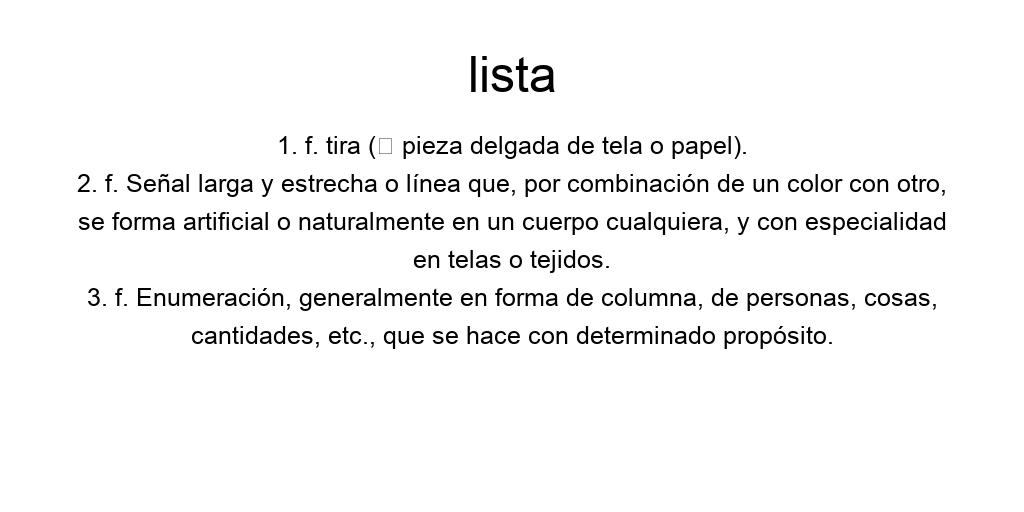 lista
1. f. tira (□ pieza delgada de tela o papel).
2. f. Señal larga y estrecha o línea que, por combinación de un color con otro,
se forma artificial o naturalmente en un cuerpo cualquiera, y con especialidad
en telas o tejidos.
3. f. Enumeración, generalmente en forma de columna, de personas, cosas,
cantidades, etc., que se hace con determinado propósito.